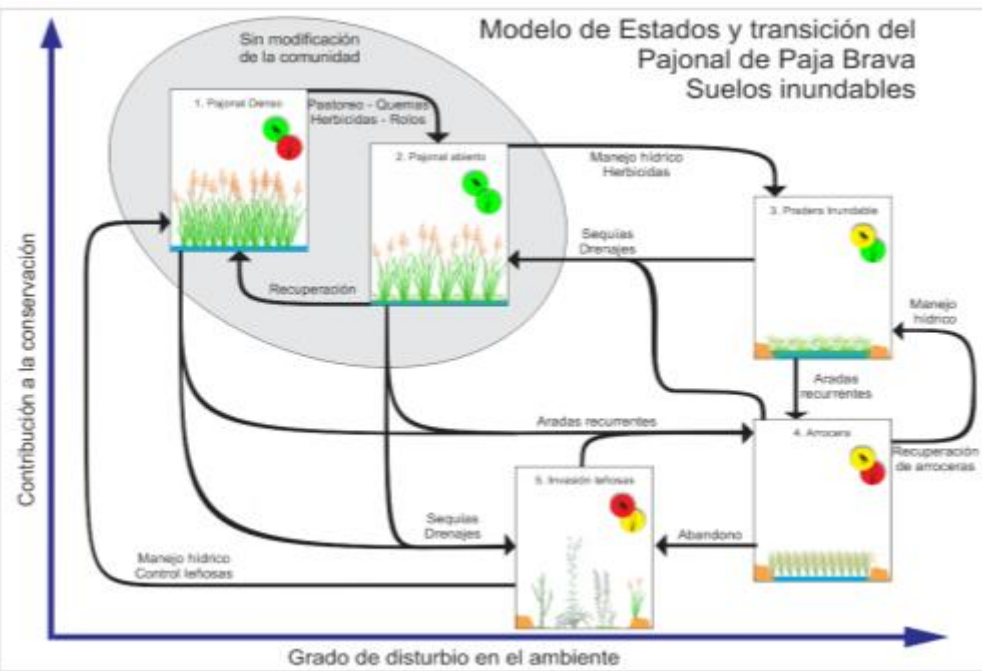 Modelo de Estados y transición del
Pajonal de Paja Brava
Suelos inundables
Sin modificación
de la comunidad
1. Pajonal Denso
Pastoreo - Quemas
Herbicidas - Rolos
2. Pajonal abierto
Manejo hídrico
Herbicidas
3. Pradera Inundable
Sequías
Drenajes
Recuperación
Manejo
hídrico
Aradas
recurrentes
Aradas recurrentes
4. Arrocera
Recuperación
de arroceras
5. Invasión leñosas
Sequías
Drenajes
Abandono
Manejo hídrico
Control leñosas
Contribución a la conservación
Grado de disturbio en el ambiente